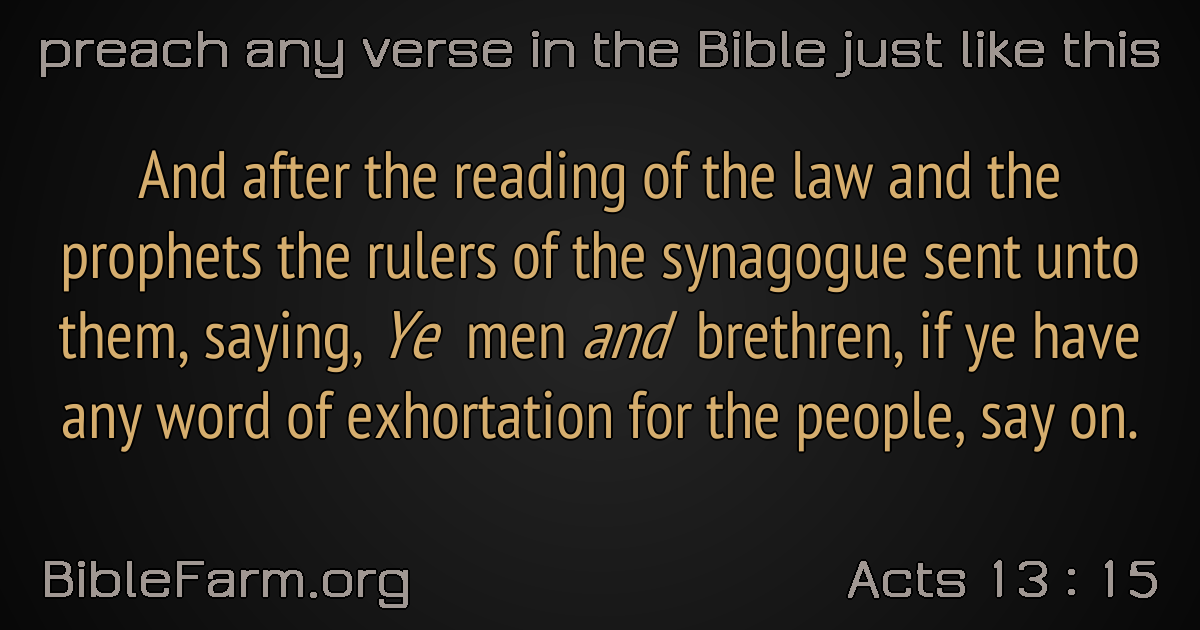 preach any verse in the Bible just like this
And after the reading of the law and the
prophets the rulers of the synagogue sent unto
them, saying, Ye men and brethren, if ye have
any word of exhortation for the people, say on.
BibleFarm.org
Acts 13 : 15